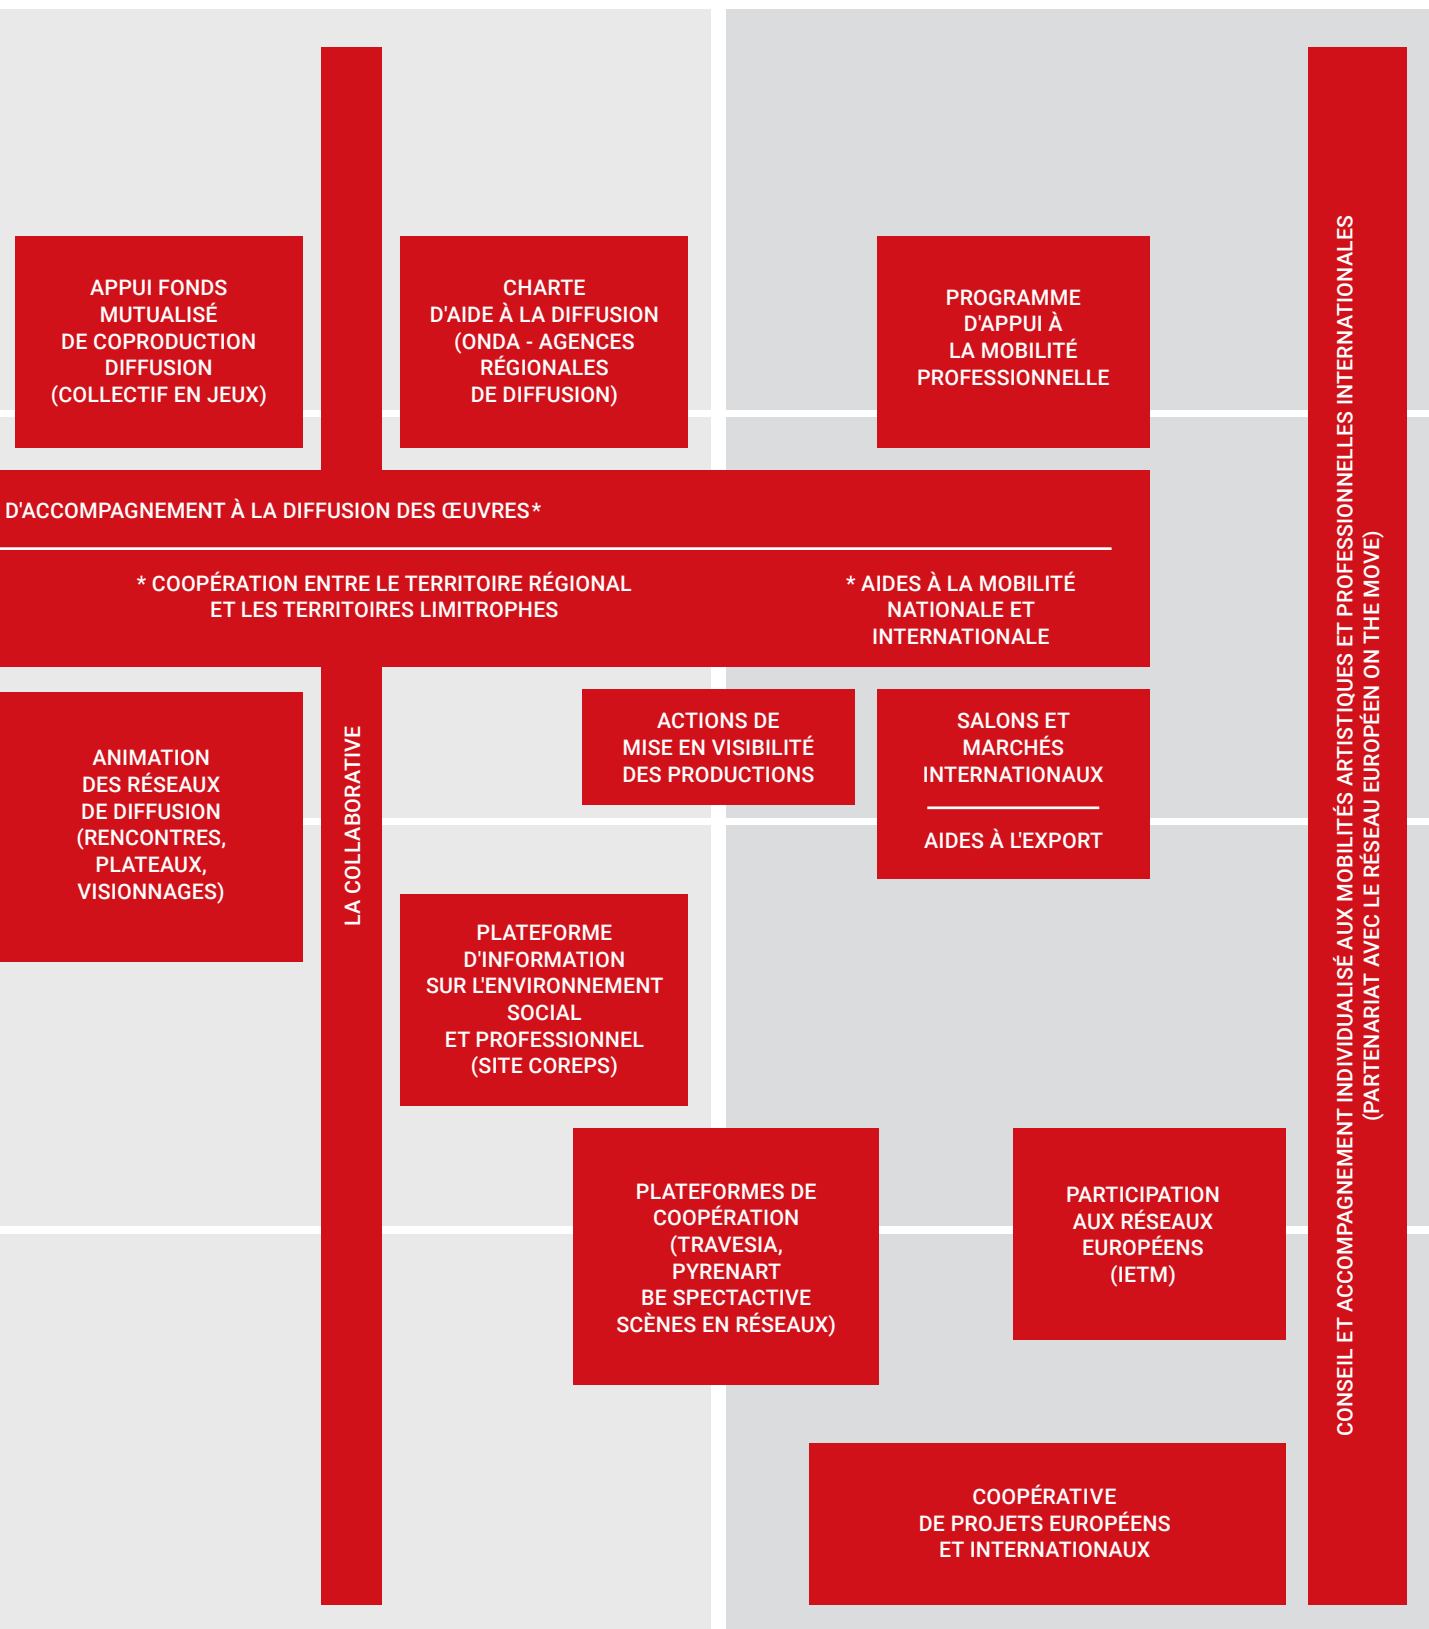 APPUI FONDS
MUTUALISÉ
DE COPRODUCTION
DIFFUSION
(COLLECTIF EN JEUX)
CHARTE
D'AIDE À LA DIFFUSION
(ONDA - AGENCES
RÉGIONALES
DE DIFFUSION)
PROGRAMME
D'APPUI À
LA MOBILITÉ
PROFESSIONNELLE
D'ACCOMPAGNEMENT À LA DIFFUSION DES ŒUVRES*
* COOPÉRATION ENTRE LE TERRITOIRE RÉGIONAL
ET LES TERRITOIRES LIMITROPHES
* AIDES À LA MOBILITÉ
NATIONALE ET
INTERNATIONALE
ANIMATION
DES RÉSEAUX
DE DIFFUSION
(RENCONTRES,
PLATEAUX,
VISIONNAGES)
LA COLLABORATIVE
ACTIONS DE
MISE EN VISIBILITÉ
DES PRODUCTIONS
SALONS ET
MARCHÉS
INTERNATIONAUX
AIDES À L'EXPORT
PLATEFORME
D'INFORMATION
SUR L'ENVIRONNEMENT
SOCIAL
ET PROFESSIONNEL
(SITE COREPS)
PLATEFORMES DE
COOPÉRATION
(TRAVESIA,
PYRENART
BE SPECTACTIVE
SCÈNES EN RÉSEAUX)
PARTICIPATION
AUX RÉSEAUX
EUROPÉENS
(IETM)
COOPÉRATIVE
DE PROJETS EUROPÉENS
ET INTERNATIONAUX
CONSEIL ET ACCOMPAGNEMENT INDIVIDUALISÉ AUX MOBILITÉS ARTISTIQUES ET PROFESSIONNELLES INTERNATIONALES
(PARTENARIAT AVEC LE RÉSEAU EUROPÉEN ON THE MOVE)